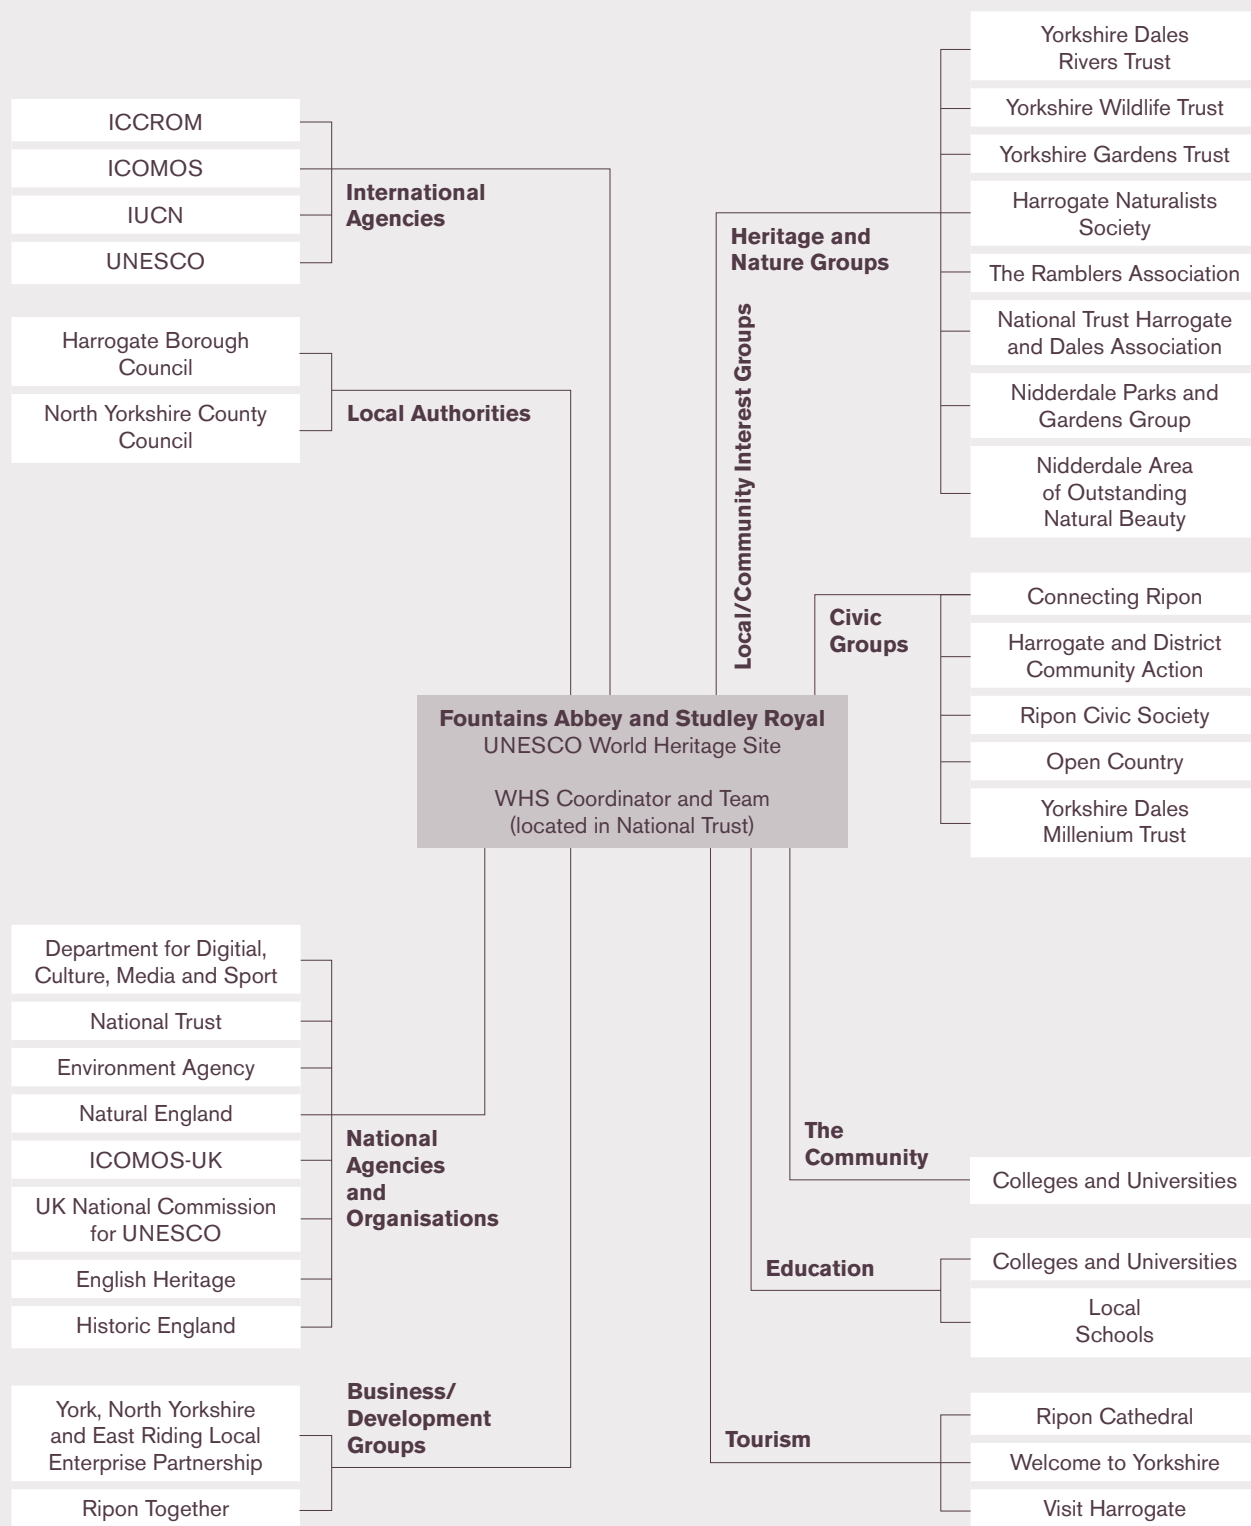 ICCROM
ICOMOS
IUCN
UNESCO
International
Agencies
Harrogate Borough
Council
North Yorkshire County
Council
Local Authorities
Yorkshire Dales
Rivers Trust
Yorkshire Wildlife Trust
Yorkshire Gardens Trust
Harrogate Naturalists
Society
The Ramblers Association
National Trust Harrogate
and Dales Association
Nidderdale Parks and
Gardens Group
Nidderdale Area
of Outstanding
Natural Beauty
Heritage and
Nature Groups
Local/Community Interest Groups
Civic
Groups
Connecting Ripon
Harrogate and District
Community Action
Ripon Civic Society
Open Country
Yorkshire Dales
Millenium Trust
Fountains Abbey and Studley Royal
UNESCO World Heritage Site
WHS Coordinator and Team
(located in National Trust)
Department for Digitial,
Culture, Media and Sport
National Trust
Environment Agency
Natural England
ICOMOS-UK
UK National Commission
for UNESCO
English Heritage
Historic England
National
Agencies
and
Organisations
York, North Yorkshire
and East Riding Local
Enterprise Partnership
Ripon Together
Business/
Development
Groups
The
Community
Colleges and Universities
Education
Colleges and Universities
Local
Schools
Tourism
Ripon Cathedral
Welcome to Yorkshire
Visit Harrogate